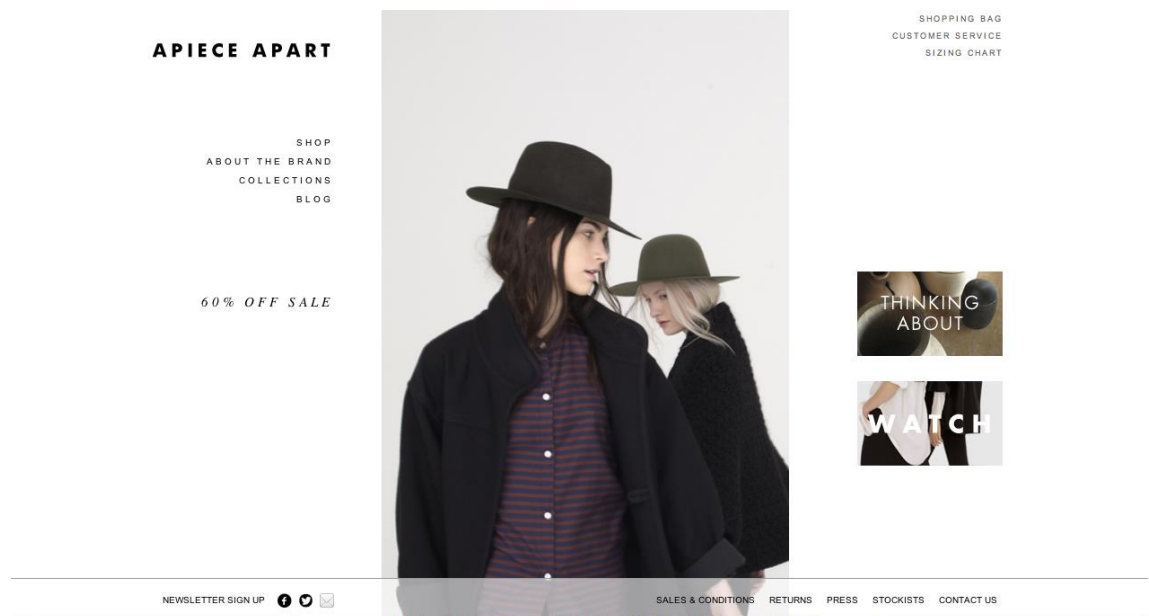 APIECE APART
SHOP
ABOUT THE BRAND
COLLECTIONS
BLOG
60% OFF SALE
SHOPPING BAG
CUSTOMER SERVICE
SIZING CHART
THINKING
ABOUT
WATCH
NEWSLETTER SIGN UP
SALES & CONDITIONS RETURNS PRESS STOCKISTS CONTACT US